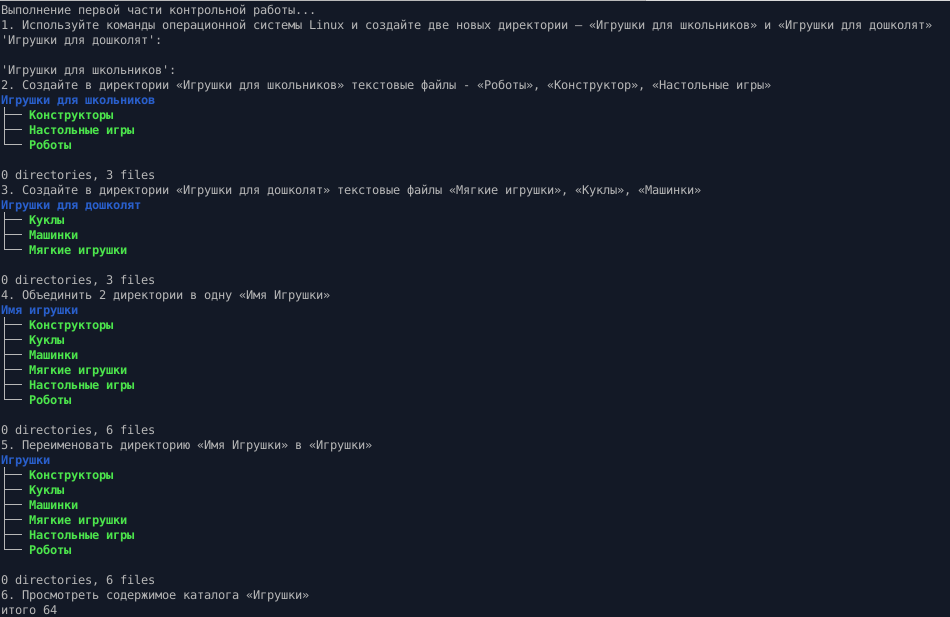 Выполнение первой части контрольной работы...
1. Используйте команды операционной системы Linux и создайте две новых директории – «Игрушки для школьников» и «Игрушки для дошколят»
'Игрушки для дошколят':
'Игрушки для школьников':
2. Создайте в директории «Игрушки для школьников» текстовые файлы - «Роботы», «Конструктор», «Настольные игры»
Игрушки для школьников
├── Конструкторы
├── Настольные игры
└── Роботы
0 directories, 3 files
3. Создайте в директории «Игрушки для дошколят» текстовые файлы «Мягкие игрушки», «Куклы», «Машинки»
Игрушки для дошколят
├── Куклы
├── Машинки
└── Мягкие игрушки
0 directories, 3 files
4. Объединить 2 директории в одну «Имя Игрушки»
Имя игрушки
├── Конструкторы
├── Куклы
├── Машинки
├── Мягкие игрушки
├── Настольные игры
└── Роботы
0 directories, 6 files
5. Переименовать директорию «Имя Игрушки» в «Игрушки»
Игрушки
├── Конструкторы
├── Куклы
├── Машинки
├── Мягкие игрушки
├── Настольные игры
└── Роботы
0 directories, 6 files
6. Просмотреть содержимое каталога «Игрушки»
итого 64